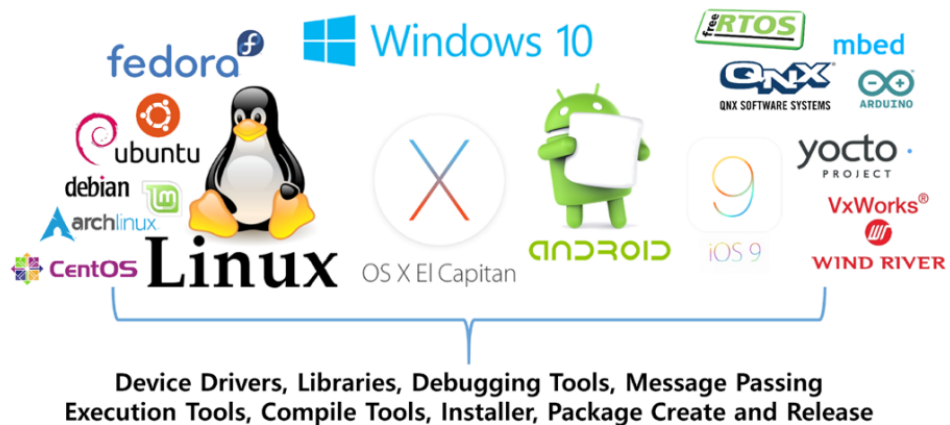 fedora
Windows 10
free RTOS
mbed
QNX
QNX SOFTWARE SYSTEMS
ARDUINO
ubuntu
debian
lm
archlinux
CentOS
Linux
X
OS X El Capitan
ANDROID
9
iOS 9
yocto
PROJECT
VxWorks®
WIND RIVER
Device Drivers, Libraries, Debugging Tools, Message Passing
Execution Tools, Compile Tools, Installer, Package Create and Release